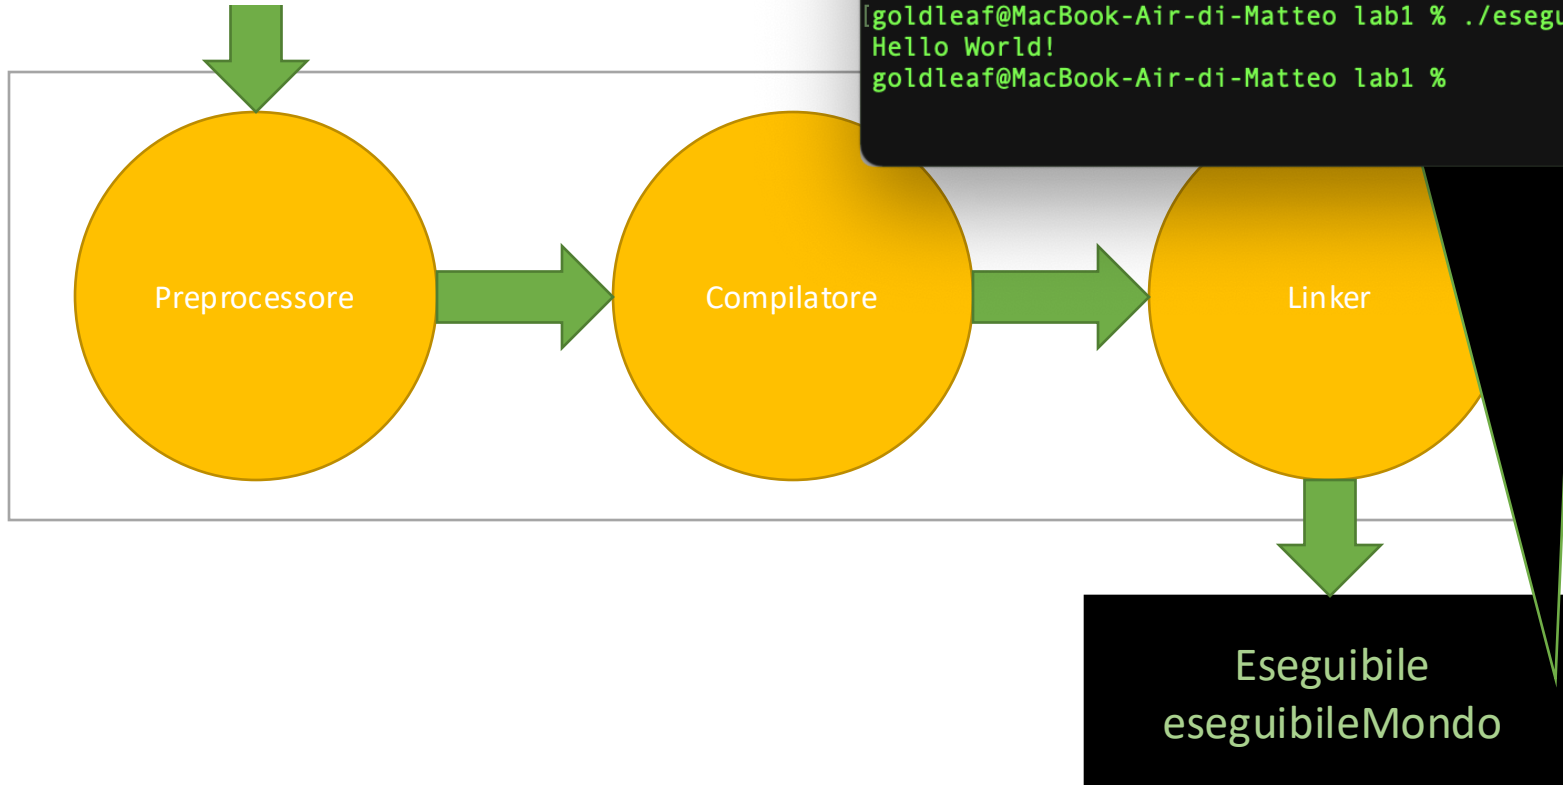 goldleaf@MacBook-Air-di-Matteo lab1 % ./esegu
Hello World!
goldleaf@MacBook-Air-di-Matteo lab1 %
Preprocessore
Compilatore
Linker
Eseguibile
eseguibileMondo